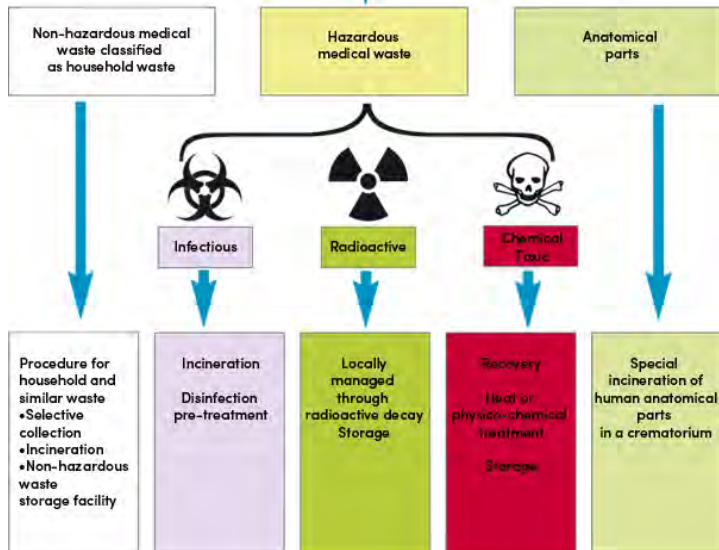 Non-hazardous medical
waste classified
as household waste
Hazardous
medical waste
Anatomical
parts
Infectious
Radioactive
Chemical
Toxic
Procedure for
household and
similar waste
•Selective
collection
•Incineration
•Non-hazardous
waste
storage facility
Incineration
Disinfection
pre-treatment
Locally
managed
through
radioactive decay
Storage
Recovery
Heat or
physico-chemical
treatment
Storage
Special
incineration of
human anatomical
parts
in a crematorium